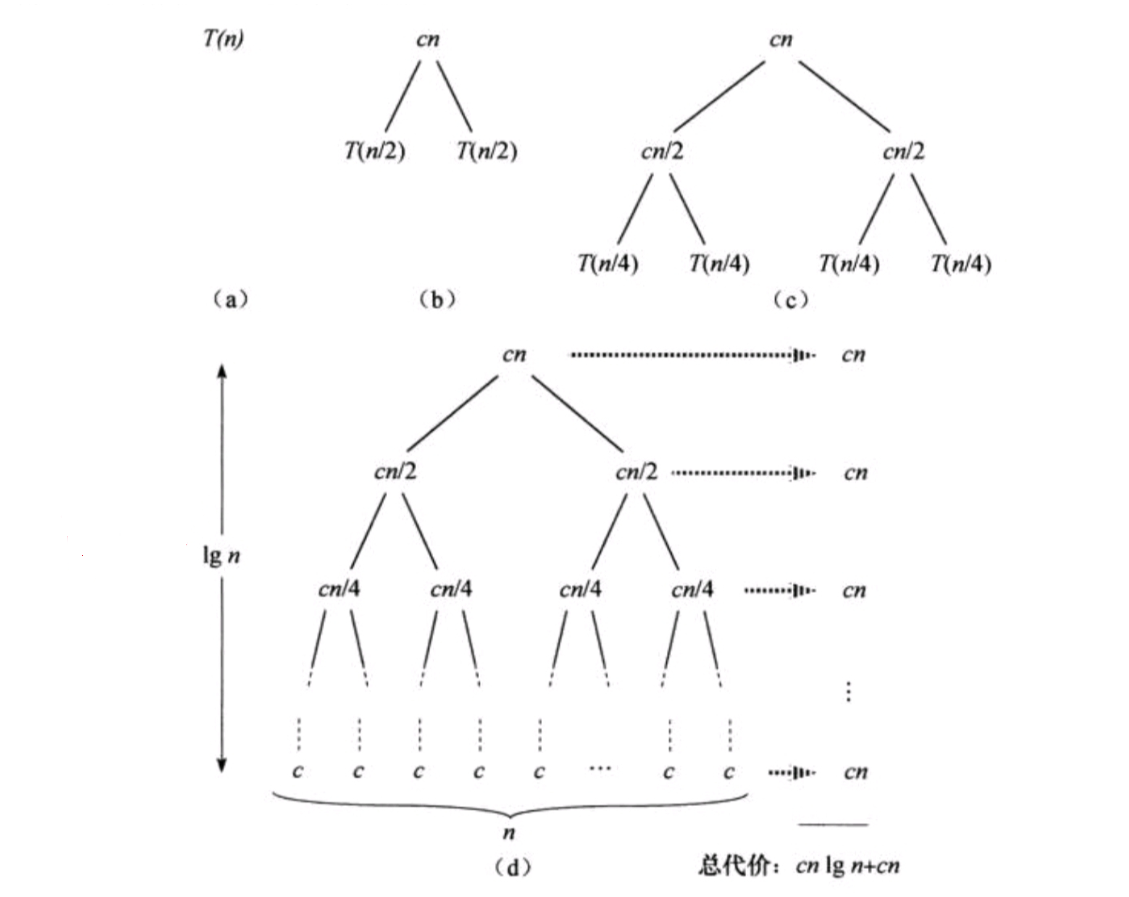 T(n) cn cn
T(n/2) T(n/2) cn/2 cn/2
T(n/4) T(n/4) T(n/4) T(n/4)
（a） （b） （c）
cn cn
cn/2 cn/2 cn
lg n
cn/4 cn/4 cn/4 cn/4 cn
⋮
c c c c c … c c cn
n
（d） 总代价：cn lg n+cn